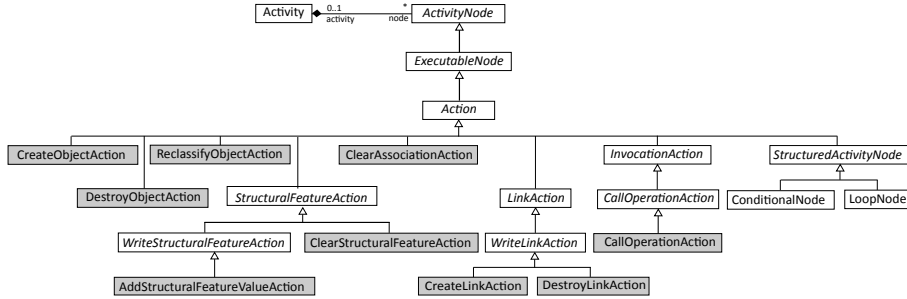 Activity
0..1
activity
*
node
ActivityNode
ExecutableNode
Action
CreateObjectAction
ReclassifyObjectAction
ClearAssociationAction
InvocationAction
StructuredActivityNode
DestroyObjectAction
StructuralFeatureAction
LinkAction
CallOperationAction
ConditionalNode
LoopNode
WriteStructuralFeatureAction
ClearStructuralFeatureAction
WriteLinkAction
CallOperationAction
AddStructuralFeatureValueAction
CreateLinkAction
DestroyLinkAction